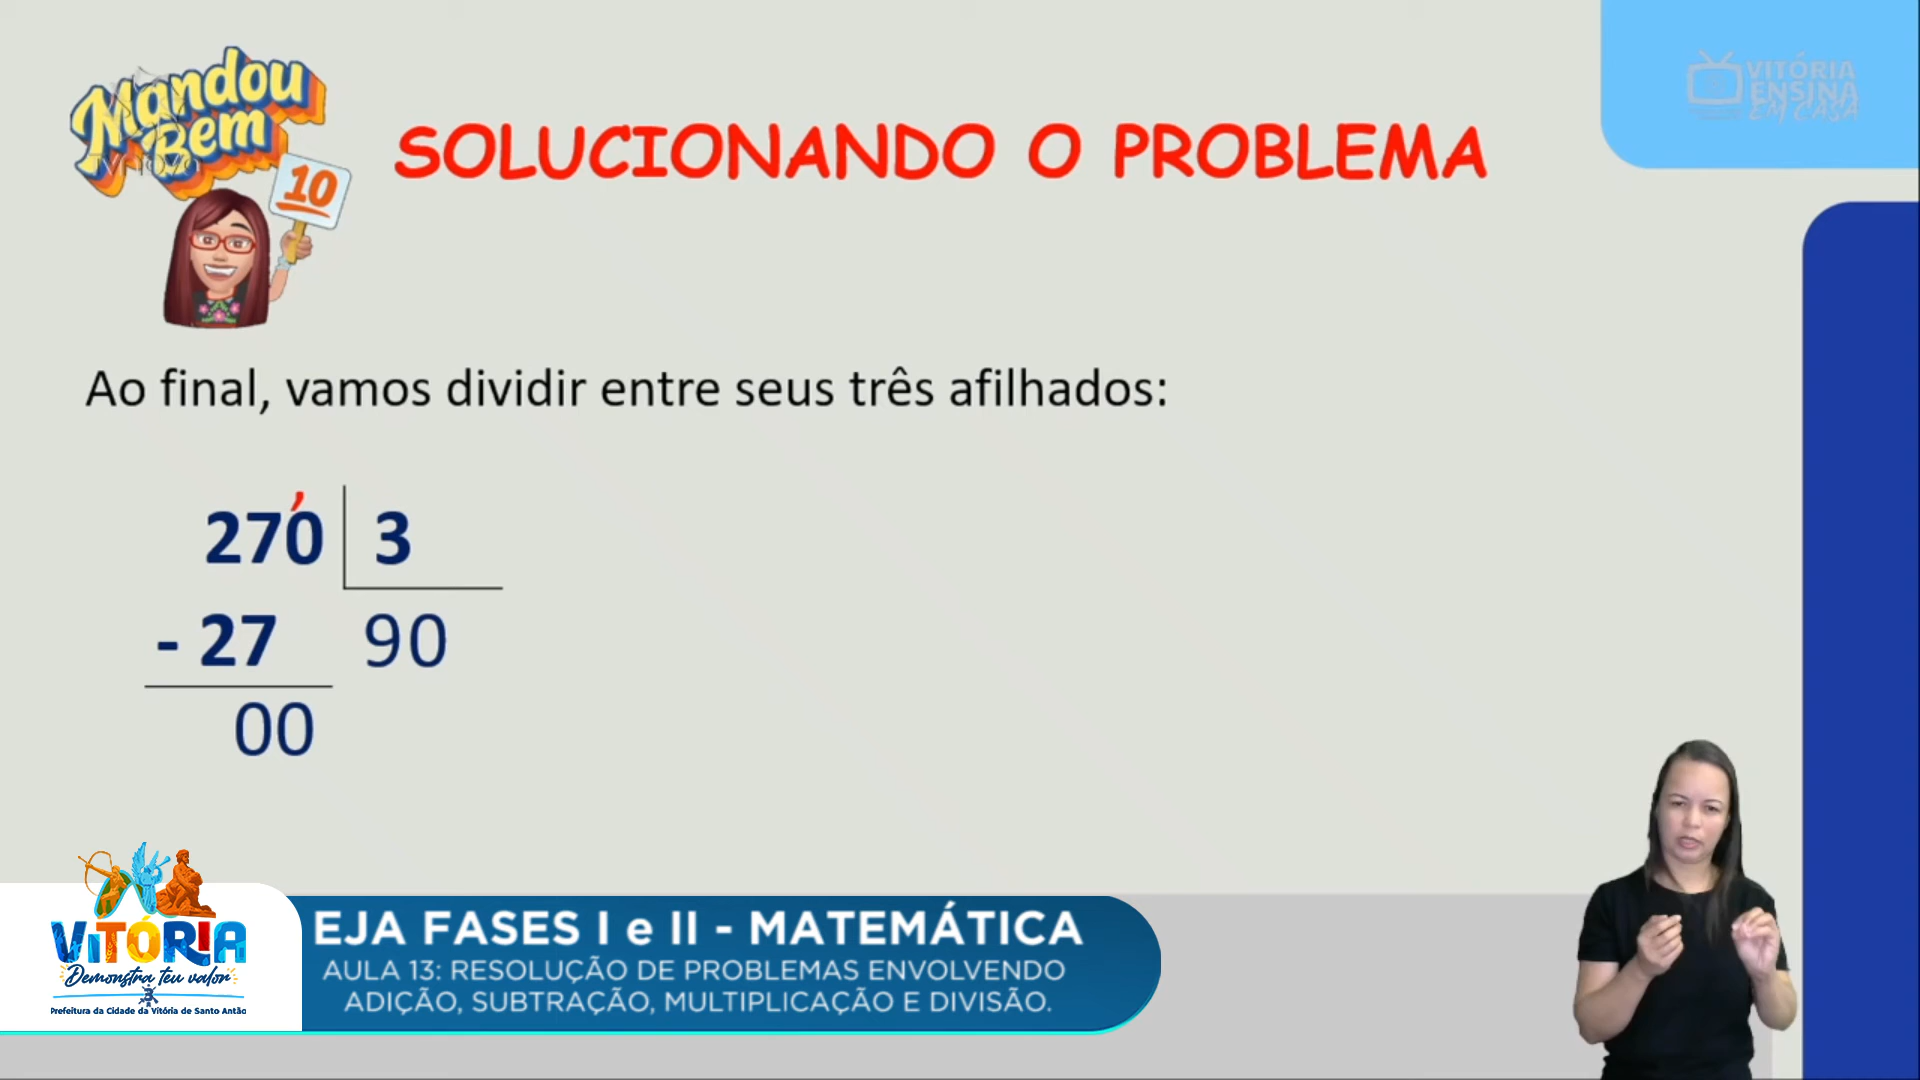 Mandou
Bem
10
SOLUCIONANDO O PROBLEMA
VITÓRIA
ENSINA
EM CASA
Ao final, vamos dividir entre seus três afilhados:
270 3
- 27 90
00
VITÓRIA
Demonstra teu valor
Prefeitura da Cidade da Vitória de Santo Antão
EJA FASES I e II - MATEMÁTICA
AULA 13: RESOLUÇÃO DE PROBLEMAS ENVOLVENDO
ADIÇÃO, SUBTRAÇÃO, MULTIPLICAÇÃO E DIVISÃO.